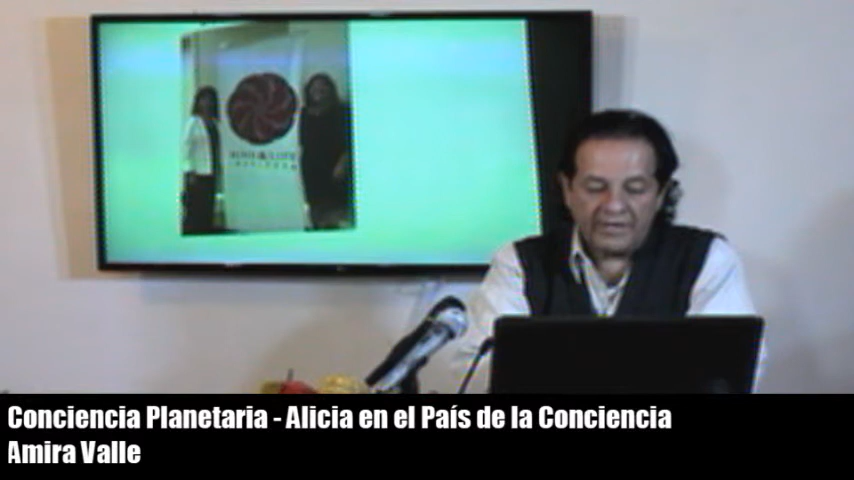 Conciencia Planetaria - Alicia en el País de la Conciencia
Amira Valle